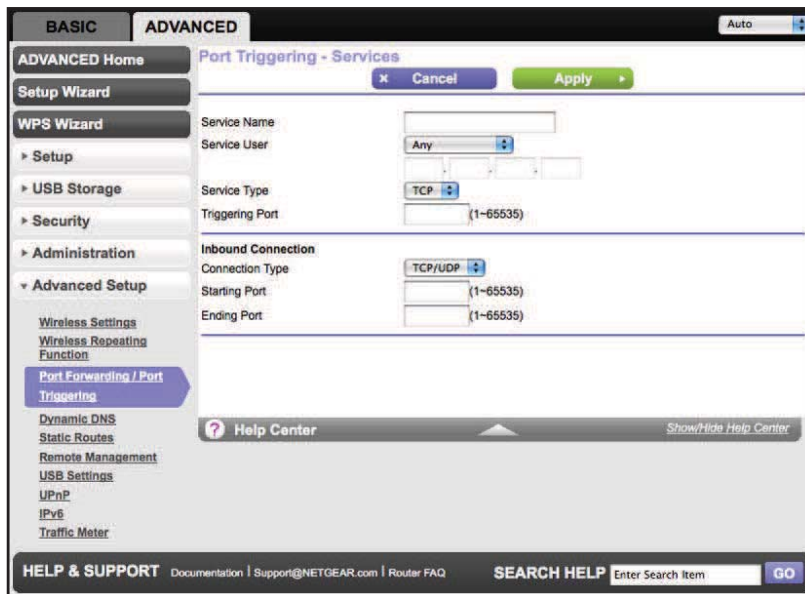 BASIC
ADVANCED
Auto
ADVANCED Home
Setup Wizard
WPS Wizard
Setup
USB Storage
Security
Administration
Advanced Setup
Wireless Settings
Wireless Repeating
Function
Port Forwarding / Port
Triggering
Dynamic DNS
Static Routes
Remote Management
USB Settings
UPnP
IPv6
Traffic Meter
Port Triggering - Services
x Cancel
Apply
Service Name
Service User Any
. . .
Service Type TCP
Triggering Port (1~65535)
Inbound Connection
Connection Type TCP/UDP
Starting Port (1~65535)
Ending Port (1~65535)
? Help Center Show/Hide Help Center
HELP & SUPPORT Documentation | Support@NETGEAR.com | Router FAQ SEARCH HELP Enter Search Item GO